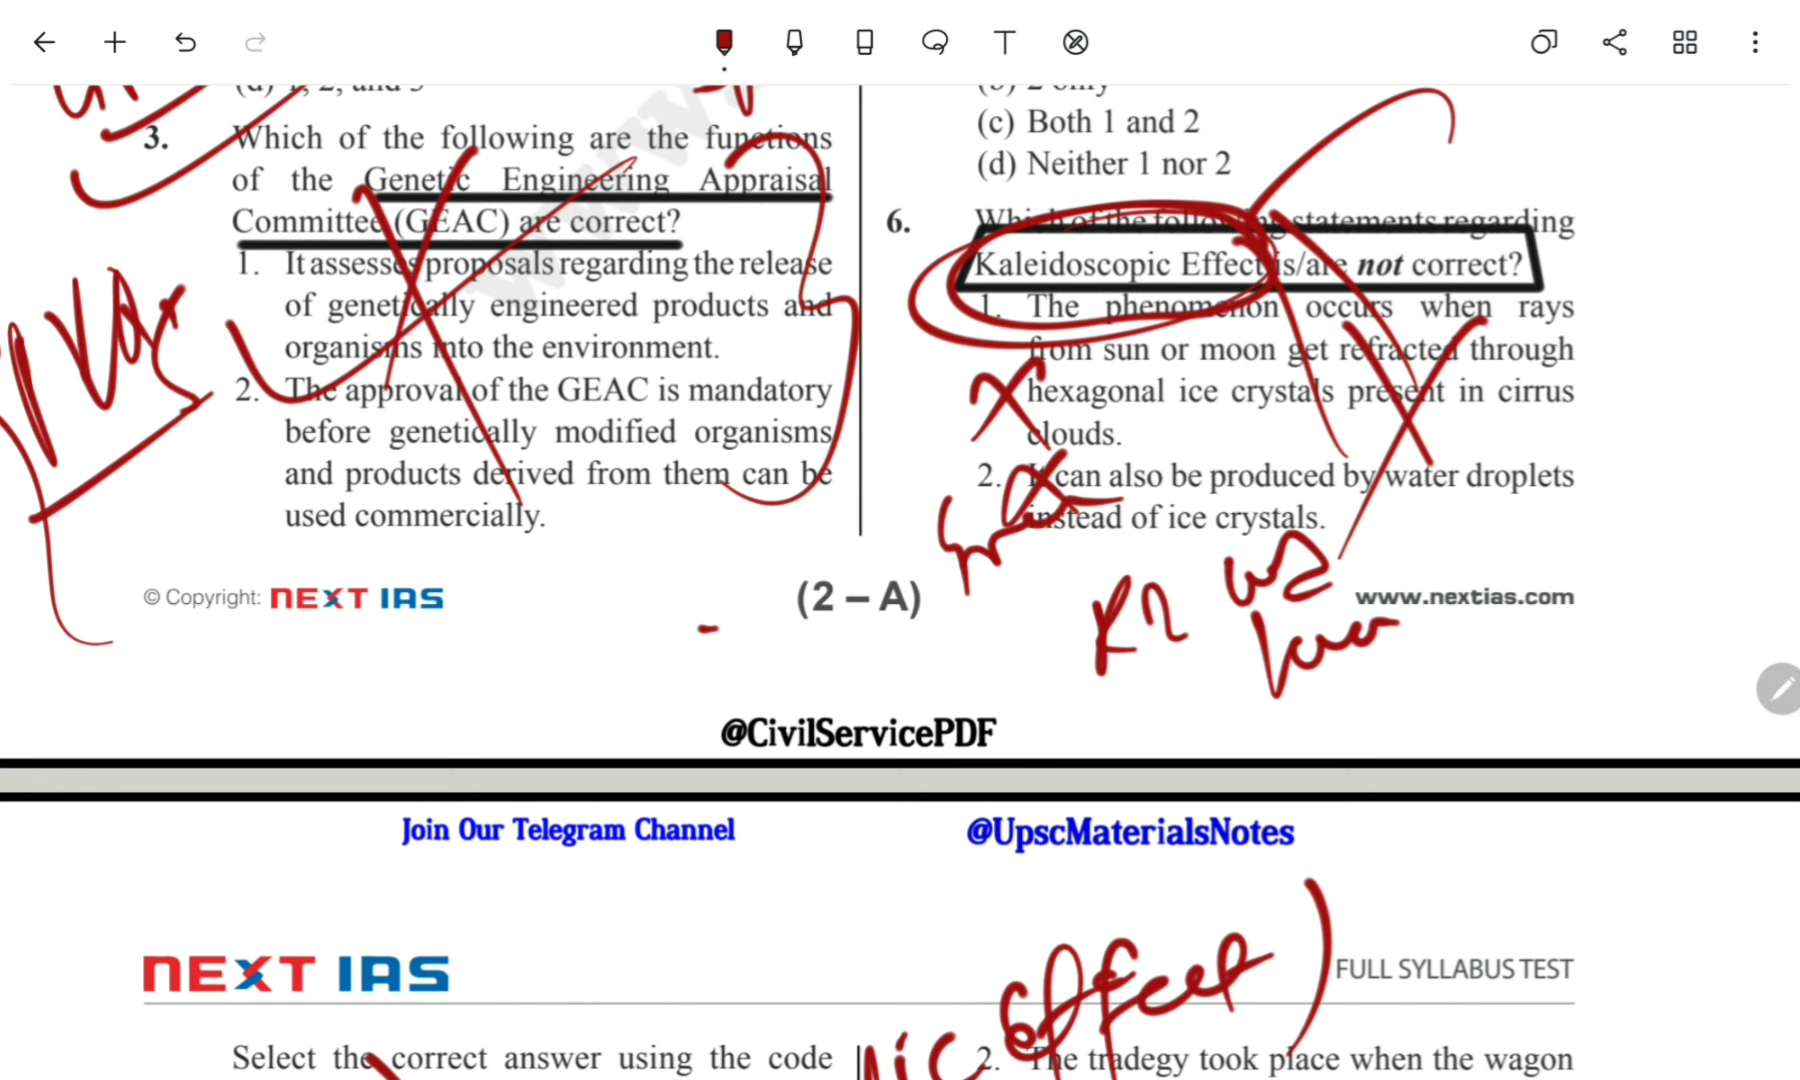 3. Which of the following are the functions
of the Genetic Engineering Appraisal
Committee (GEAC) are correct?
1. It assesses proposals regarding the release
of genetically engineered products and
organisms into the environment.
2. The approval of the GEAC is mandatory
before genetically modified organisms
and products derived from them can be
used commercially.
(c) Both 1 and 2
(d) Neither 1 nor 2
6. Which of the following statements regarding
Kaleidoscopic Effect is/are not correct?
1. The phenomenon occurs when rays
from sun or moon get refracted through
hexagonal ice crystals present in cirrus
clouds.
2. It can also be produced by water droplets
instead of ice crystals.
© Copyright: NEXT IAS
(2 – A)
www.nextias.com
@CivilServicePDF
Join Our Telegram Channel
@UpscMaterialsNotes
NEXT IAS
effect)
FULL SYLLABUS TEST
Select the correct answer using the code
2. The tradegy took place when the wagon